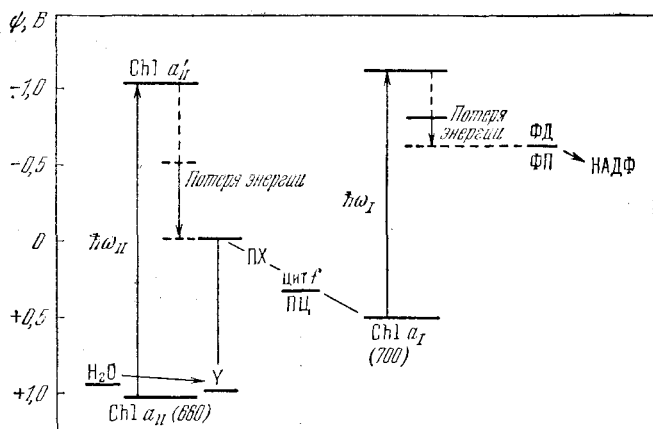 ψ, В
-1,0
-0,5
0
+0,5
+1,0
Chl a'II
Потеря энергии
ħωII
H₂O
Y
Chl aII (680)
ПХ
цит f
ПЦ
ħωI
Потеря
энергии
ФД
ФП
НАДФ
Chl aI
(700)